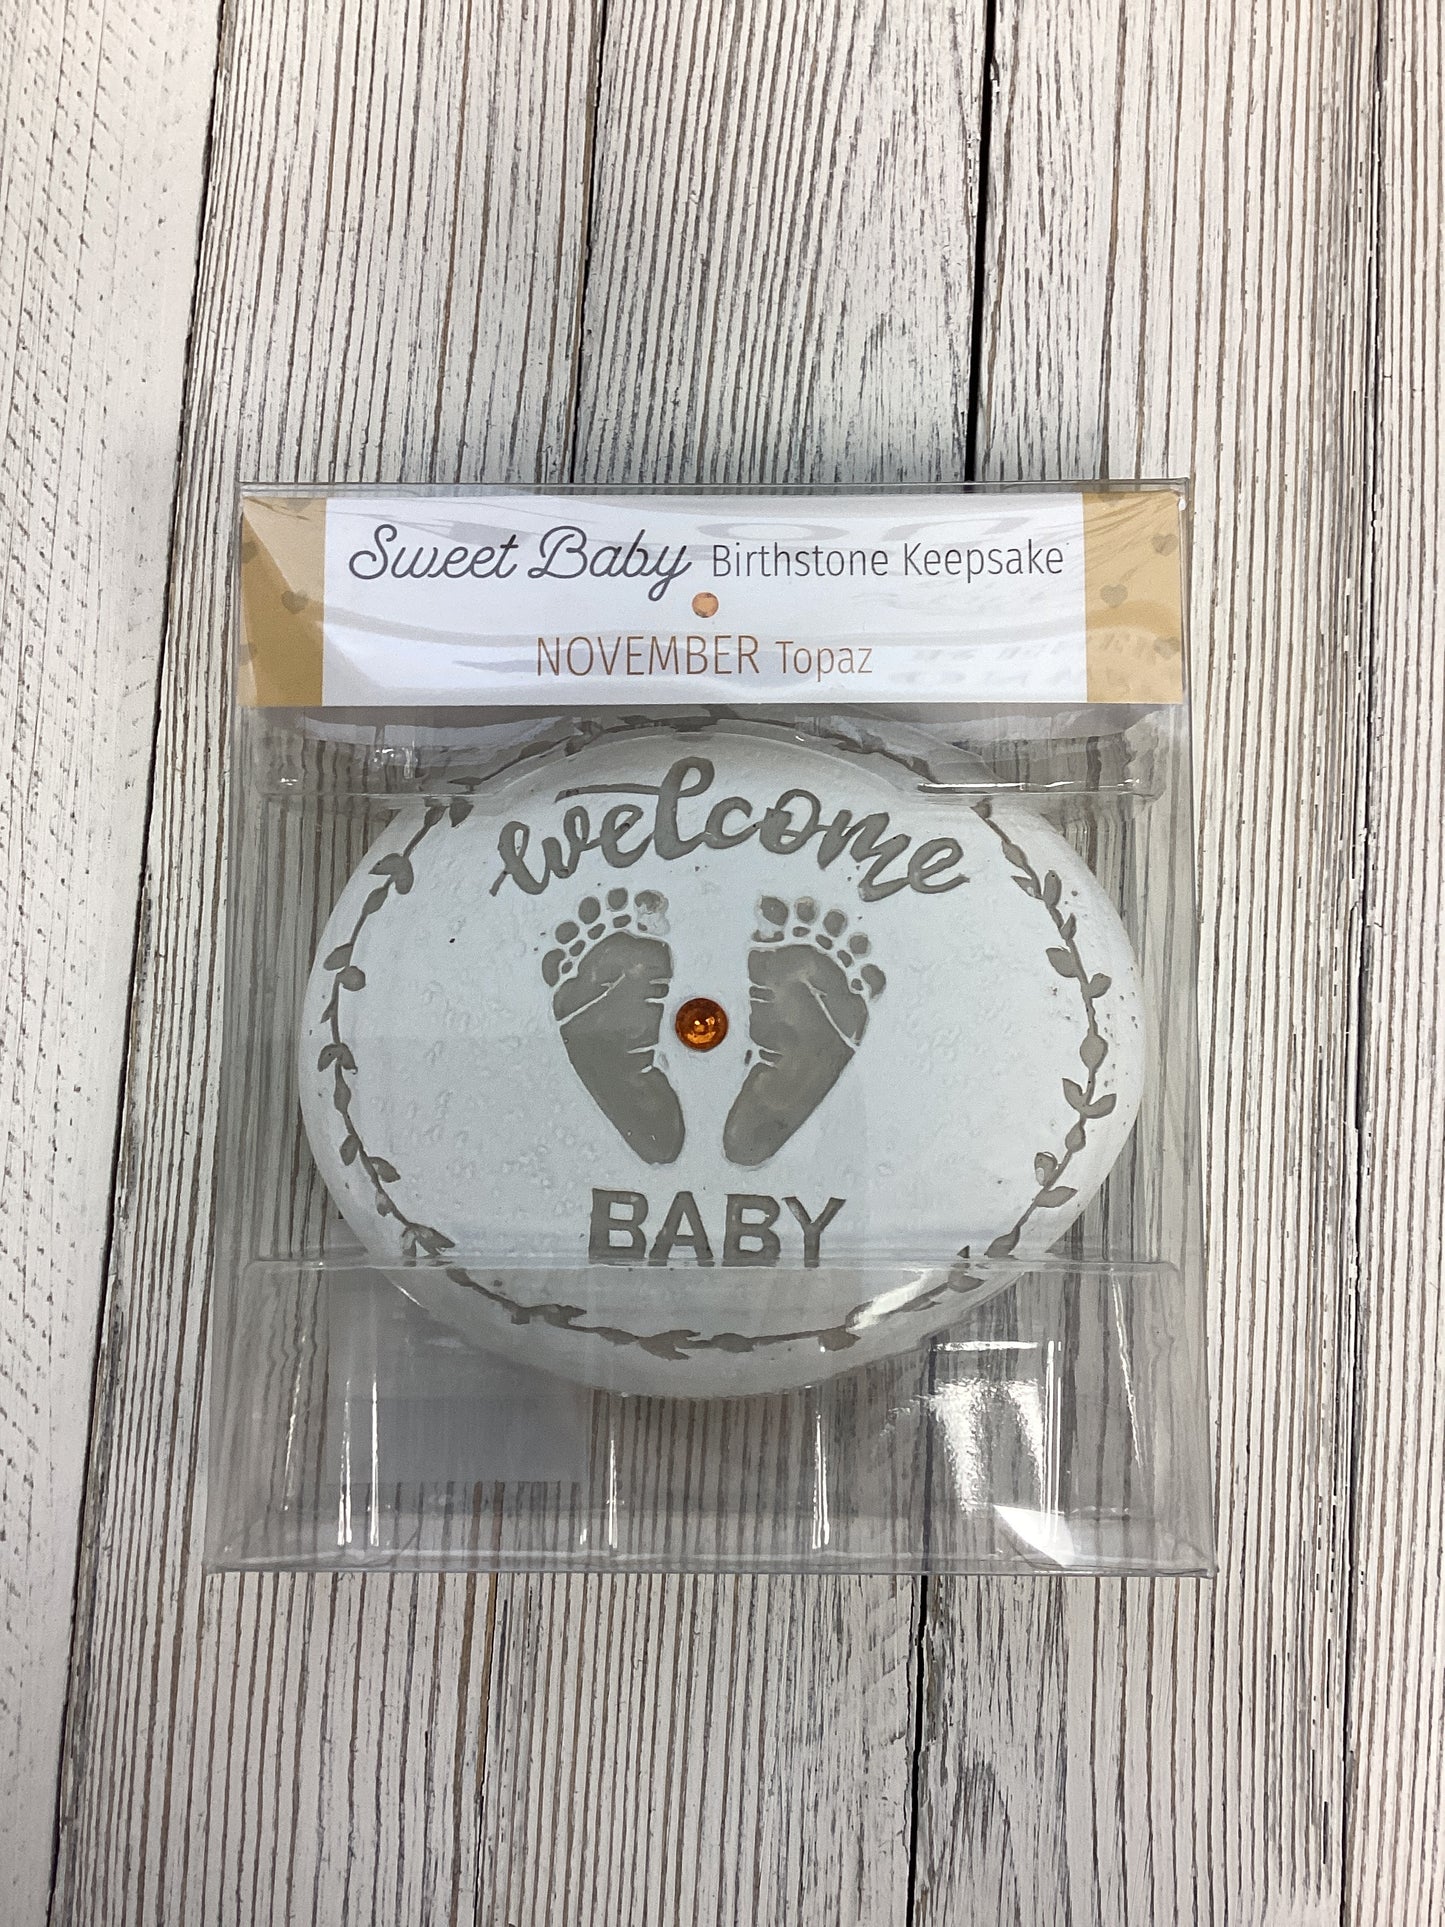 Sweet Baby Birthstone Keepsake
NOVEMBER Topaz
welcome
BABY